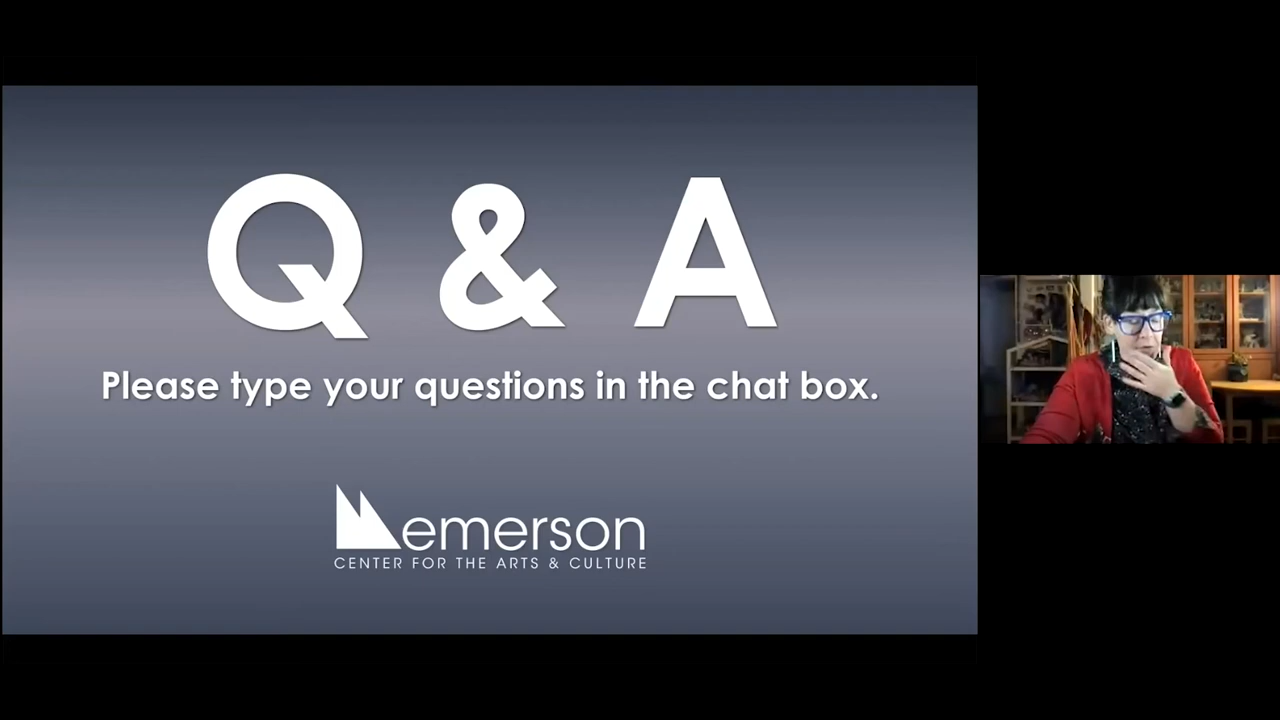 Q & A
Please type your questions in the chat box.
emerson
CENTER FOR THE ARTS & CULTURE